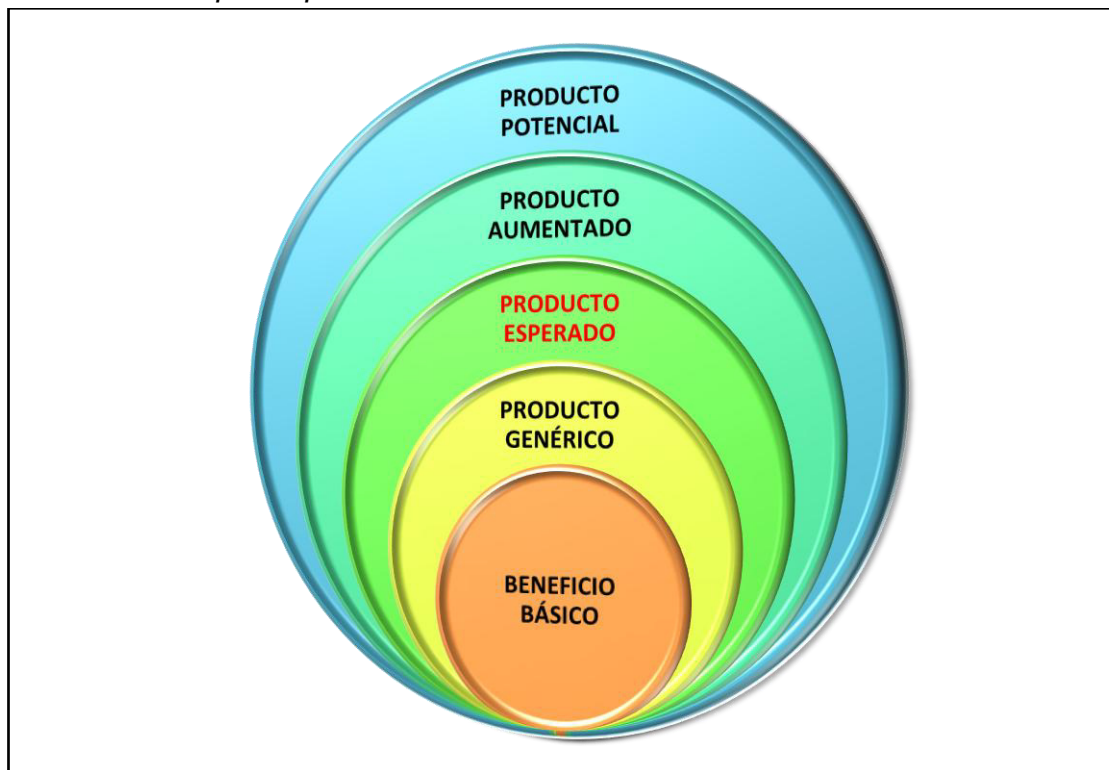 PRODUCTO
POTENCIAL
PRODUCTO
AUMENTADO
PRODUCTO
ESPERADO
PRODUCTO
GENÉRICO
BENEFICIO
BÁSICO